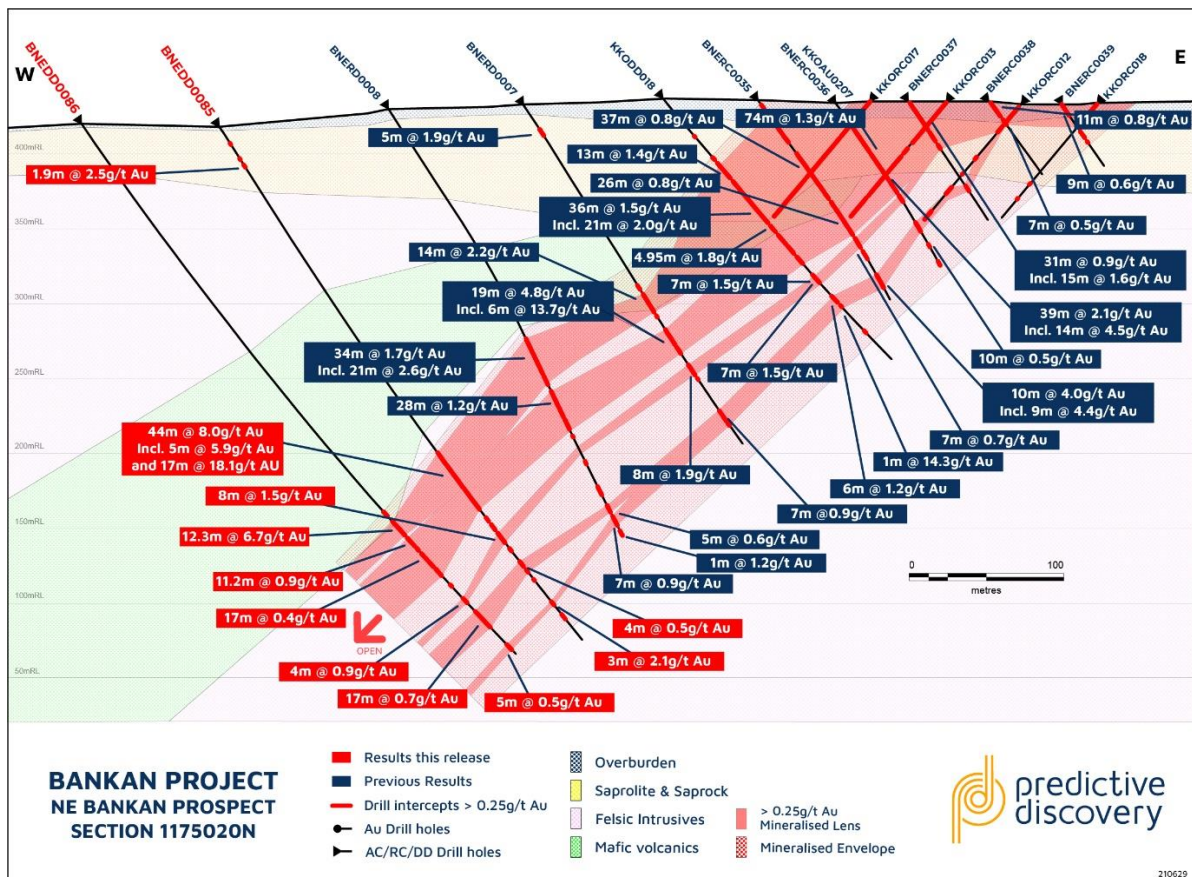 W
E
BNEDD0086
BNEDD0085
BNERD0008
BNERD0007
KKODD018
BNERC0035
BNERC0036
KKOAU0207
KKORC017
BNERC0037
KKORC013
BNERC0038
KKORC012
BNERC0039
KKORC018
400mRL
350mRL
300mRL
250mRL
200mRL
150mRL
100mRL
50mRL
1.9m @ 2.5g/t Au
5m @ 1.9g/t Au
37m @ 0.8g/t Au
74m @ 1.3g/t Au
11m @ 0.8g/t Au
13m @ 1.4g/t Au
26m @ 0.8g/t Au
9m @ 0.6g/t Au
36m @ 1.5g/t Au
Incl. 21m @ 2.0g/t Au
7m @ 0.5g/t Au
14m @ 2.2g/t Au
4.95m @ 1.8g/t Au
31m @ 0.9g/t Au
Incl. 15m @ 1.6g/t Au
7m @ 1.5g/t Au
19m @ 4.8g/t Au
Incl. 6m @ 13.7g/t Au
39m @ 2.1g/t Au
Incl. 14m @ 4.5g/t Au
34m @ 1.7g/t Au
Incl. 21m @ 2.6g/t Au
10m @ 0.5g/t Au
7m @ 1.5g/t Au
28m @ 1.2g/t Au
10m @ 4.0g/t Au
Incl. 9m @ 4.4g/t Au
44m @ 8.0g/t Au
Incl. 5m @ 5.9g/t Au
and 17m @ 18.1g/t AU
7m @ 0.7g/t Au
1m @ 14.3g/t Au
8m @ 1.9g/t Au
6m @ 1.2g/t Au
8m @ 1.5g/t Au
7m @0.9g/t Au
12.3m @ 6.7g/t Au
5m @ 0.6g/t Au
1m @ 1.2g/t Au
11.2m @ 0.9g/t Au
7m @ 0.9g/t Au
17m @ 0.4g/t Au
4m @ 0.5g/t Au
OPEN
3m @ 2.1g/t Au
4m @ 0.9g/t Au
17m @ 0.7g/t Au
5m @ 0.5g/t Au
0 100
metres
BANKAN PROJECT
NE BANKAN PROSPECT
SECTION 1175020N
Results this release
Previous Results
Drill intercepts > 0.25g/t Au
Au Drill holes
AC/RC/DD Drill holes
Overburden
Saprolite & Saprock
Felsic Intrusives
Mafic volcanics
> 0.25g/t Au
Mineralised Lens
Mineralised Envelope
predictive
discovery
210629